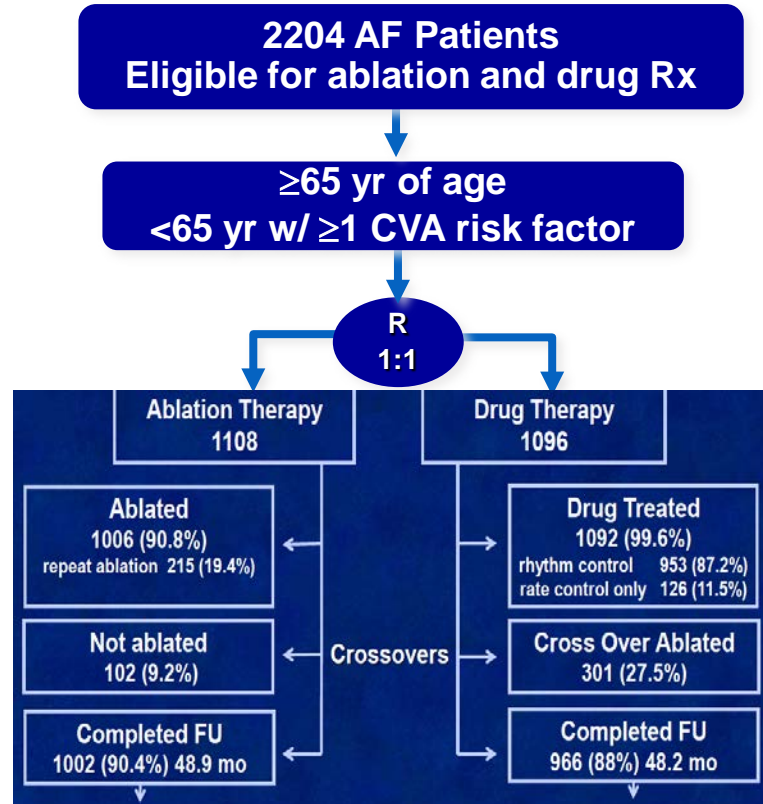 2204 AF Patients
Eligible for ablation and drug Rx
≥65 yr of age
<65 yr w/ ≥1 CVA risk factor
R
1:1
Ablation Therapy
1108
Drug Therapy
1096
Ablated
1006 (90.8%)
repeat ablation 215 (19.4%)
Drug Treated
1092 (99.6%)
rhythm control 953 (87.2%)
rate control only 126 (11.5%)
Not ablated
102 (9.2%)
Crossovers
Cross Over Ablated
301 (27.5%)
Completed FU
1002 (90.4%) 48.9 mo
Completed FU
966 (88%) 48.2 mo